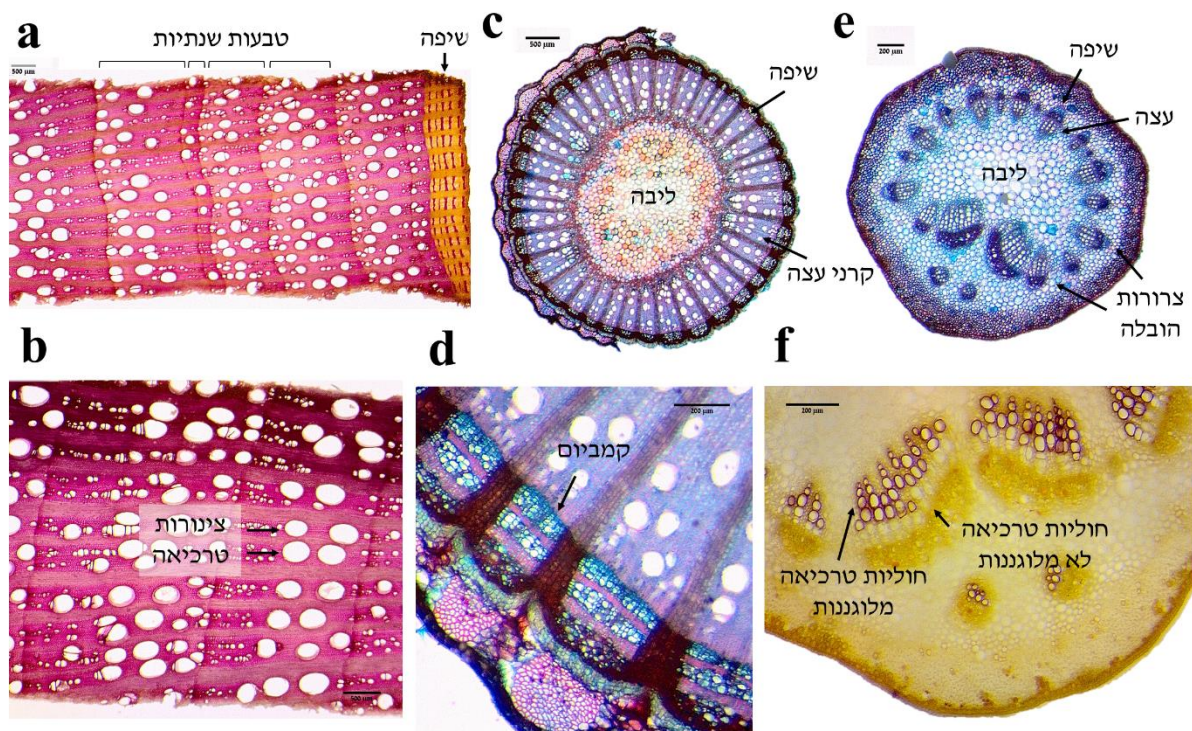 a
טבעות שנתיות
שיפה
500 µm
b
צינורות
טרכיאה
500 µm
c
500 µm
שיפה
ליבה
קרני עצה
d
200 µm
קמביום
e
200 µm
שיפה
עצה
ליבה
צרורות
הובלה
f
200 µm
חוליות טרכיאה
לא מלוגננות
חוליות טרכיאה
מלוגננות